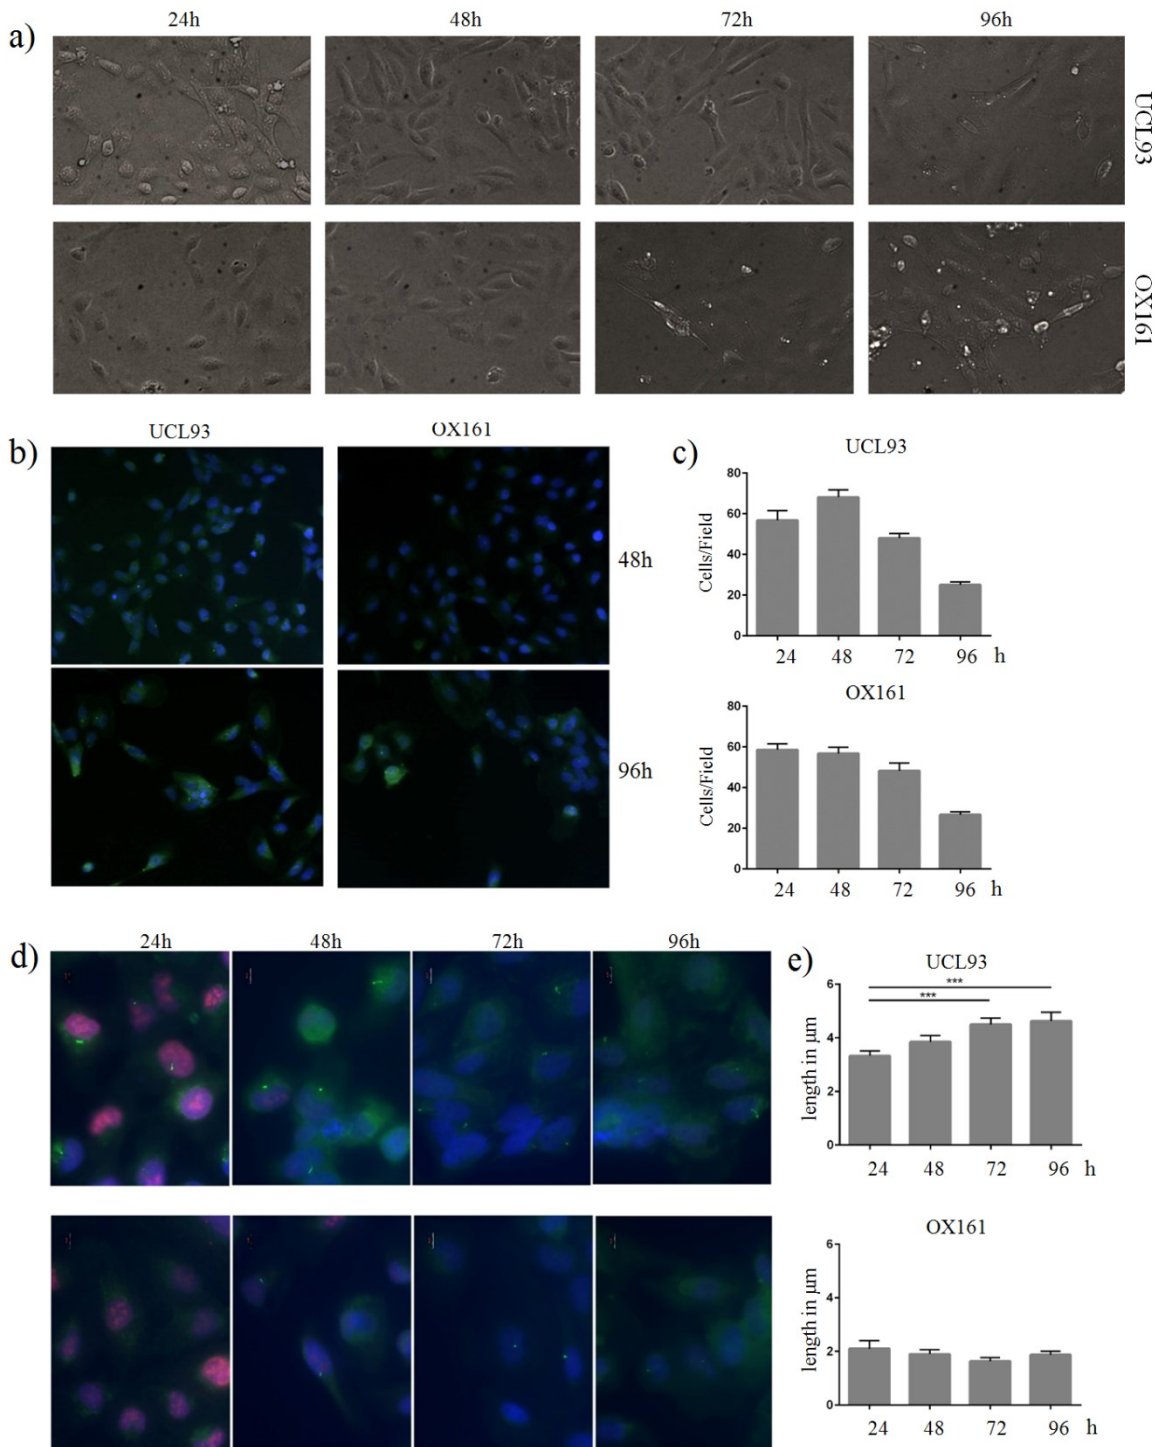 24h 48h 72h 96h
a)
UCL93
OX161
b)
UCL93 OX161
48h
96h
c)
UCL93
80
60
40
20
0
Cells/Field
24 48 72 96 h
OX161
80
60
40
20
0
Cells/Field
24 48 72 96 h
d)
24h 48h 72h 96h
e)
UCL93
***
***
6
4
2
0
length in µm
24 48 72 96 h
OX161
6
4
2
0
length in µm
24 48 72 96 h